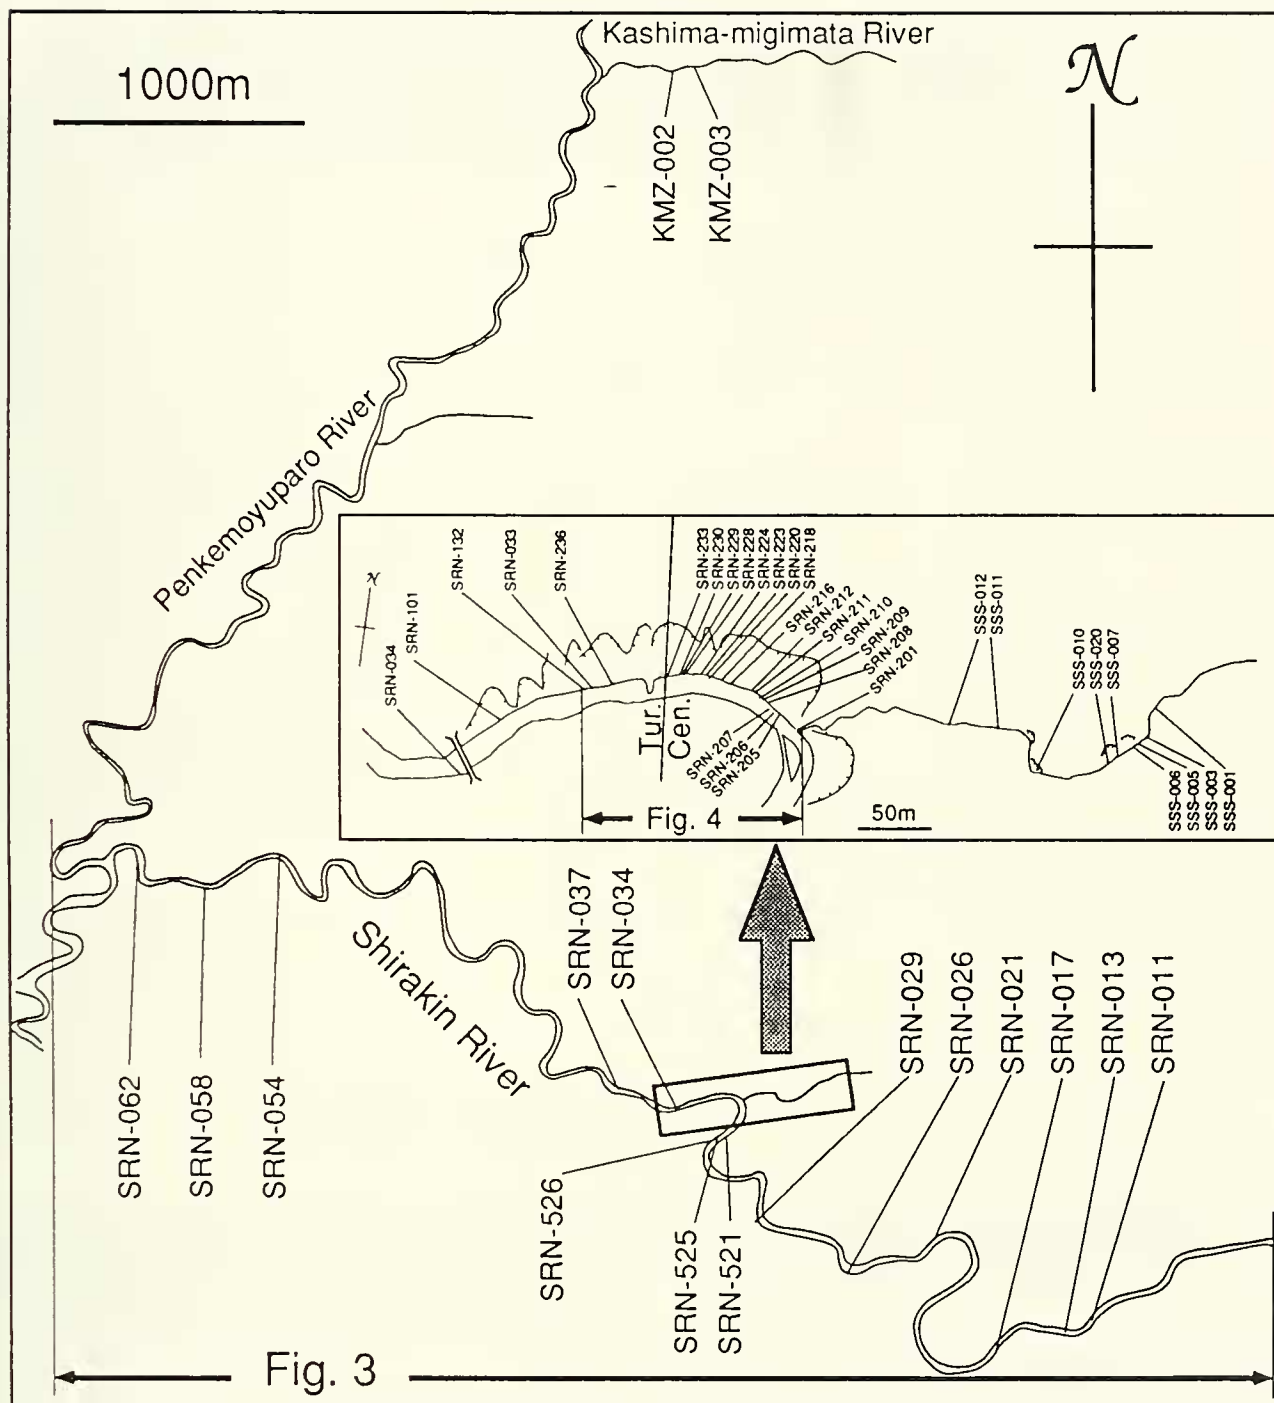 Kashima-migimata River
1000m
N
KMZ-002
KMZ-003
Penkemoyuparo River
N
SRN-034
SRN-101
SRN-132
SRN-033
SRN-236
SRN-233
SRN-230
SRN-229
SRN-228
SRN-224
SRN-223
SRN-220
SRN-218
SRN-216
SRN-212
SRN-211
SRN-210
SRN-209
SRN-208
SRN-201
SSS-012
SSS-011
SSS-010
SSS-020
SSS-007
Tur.
Cen.
SRN-207
SRN-206
SRN-205
SSS-006
SSS-005
SSS-003
SSS-001
Fig. 4
50m
Shirakin River
SRN-037
SRN-034
SRN-029
SRN-026
SRN-021
SRN-017
SRN-013
SRN-011
SRN-062
SRN-058
SRN-054
SRN-526
SRN-525
SRN-521
Fig. 3